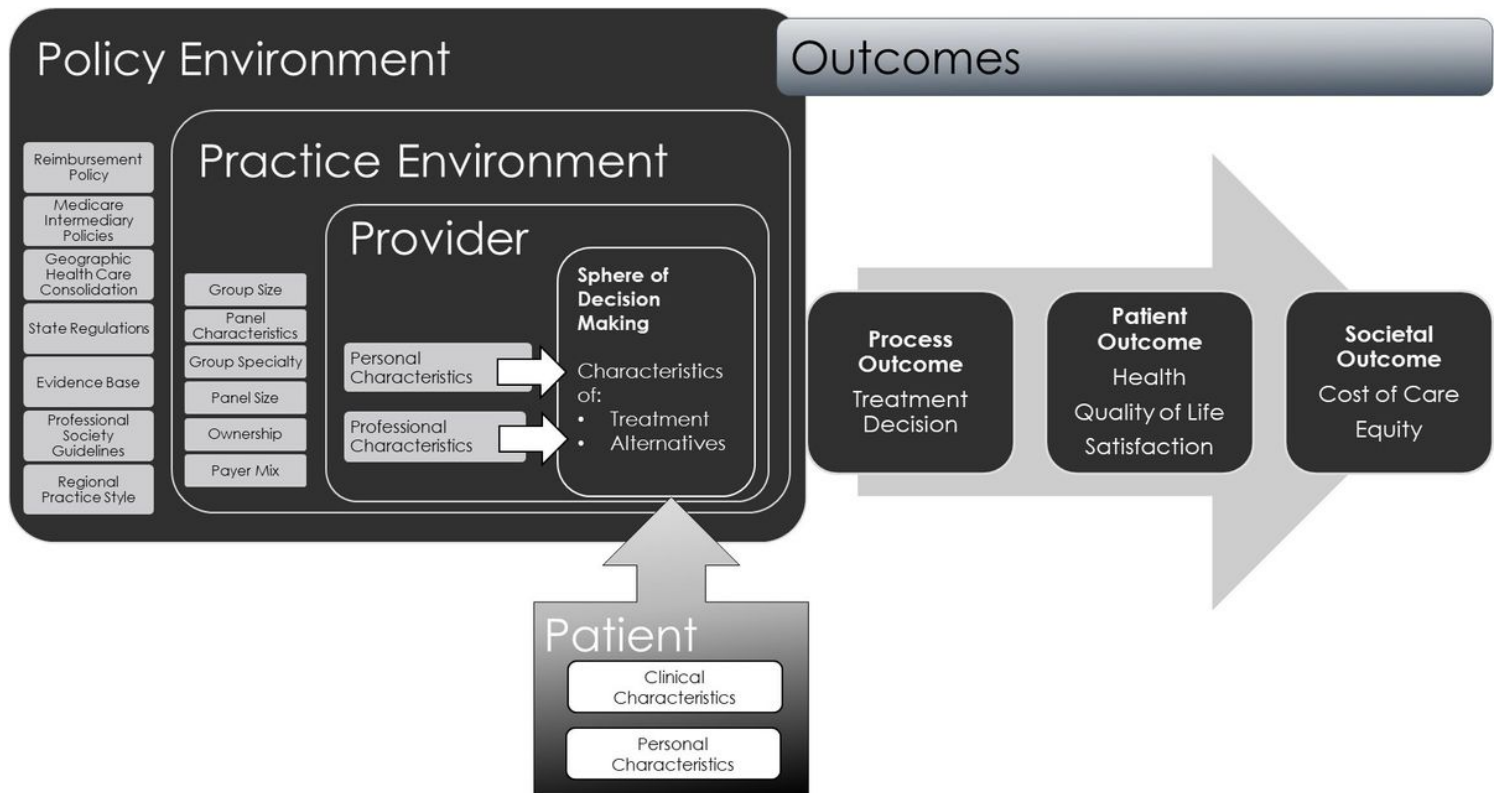 Policy Environment
Outcomes
Reimbursement
Policy
Medicare
Intermediary
Policies
Geographic
Health Care
Consolidation
State Regulations
Evidence Base
Professional
Society
Guidelines
Regional
Practice Style
Practice Environment
Group Size
Panel
Characteristics
Group Specialty
Panel Size
Ownership
Payer Mix
Provider
Personal
Characteristics
Professional
Characteristics
Sphere of
Decision
Making
Characteristics
of:
• Treatment
• Alternatives
Process
Outcome
Treatment
Decision
Patient
Outcome
Health
Quality of Life
Satisfaction
Societal
Outcome
Cost of Care
Equity
Patient
Clinical
Characteristics
Personal
Characteristics